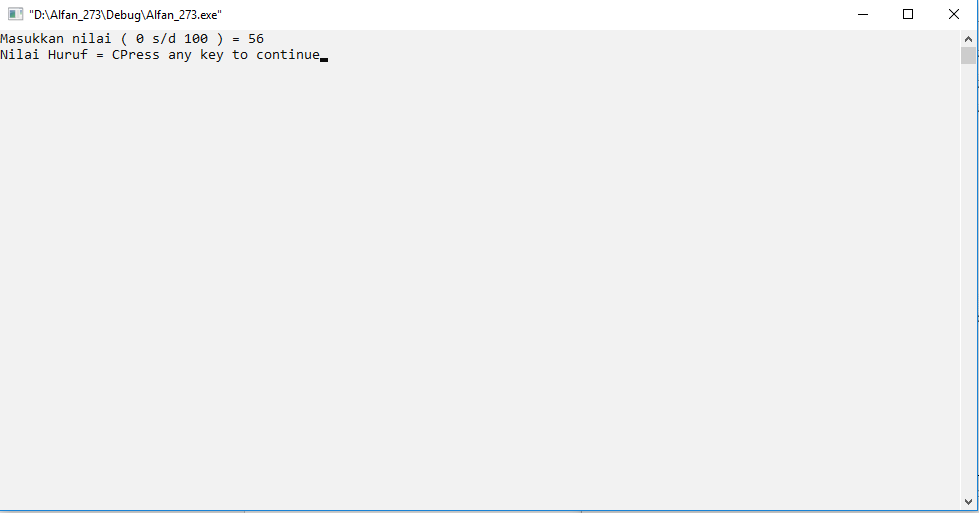 "D:\Alfan_273\Debug\Alfan_273.exe"
Masukkan nilai ( 0 s/d 100 ) = 56
Nilai Huruf = CPress any key to continue